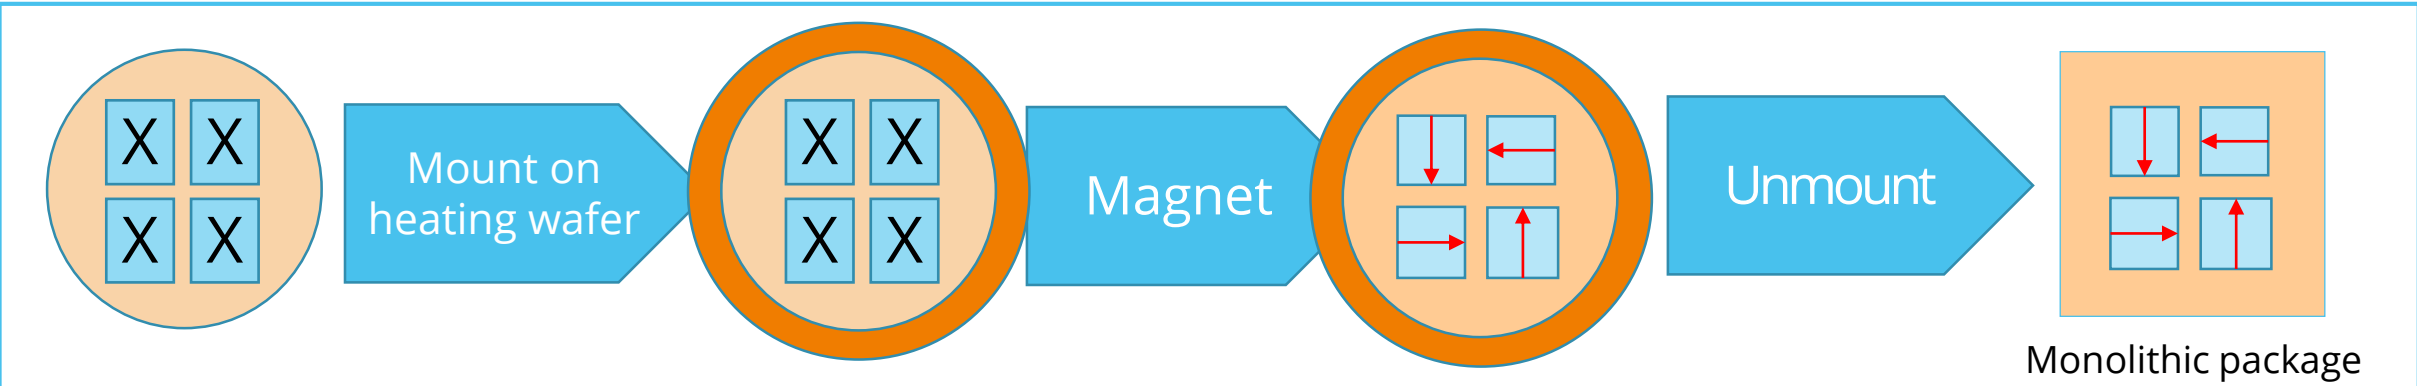 X X
X X
Mount on
heating wafer
X X
X X
Magnet
Unmount
Monolithic package